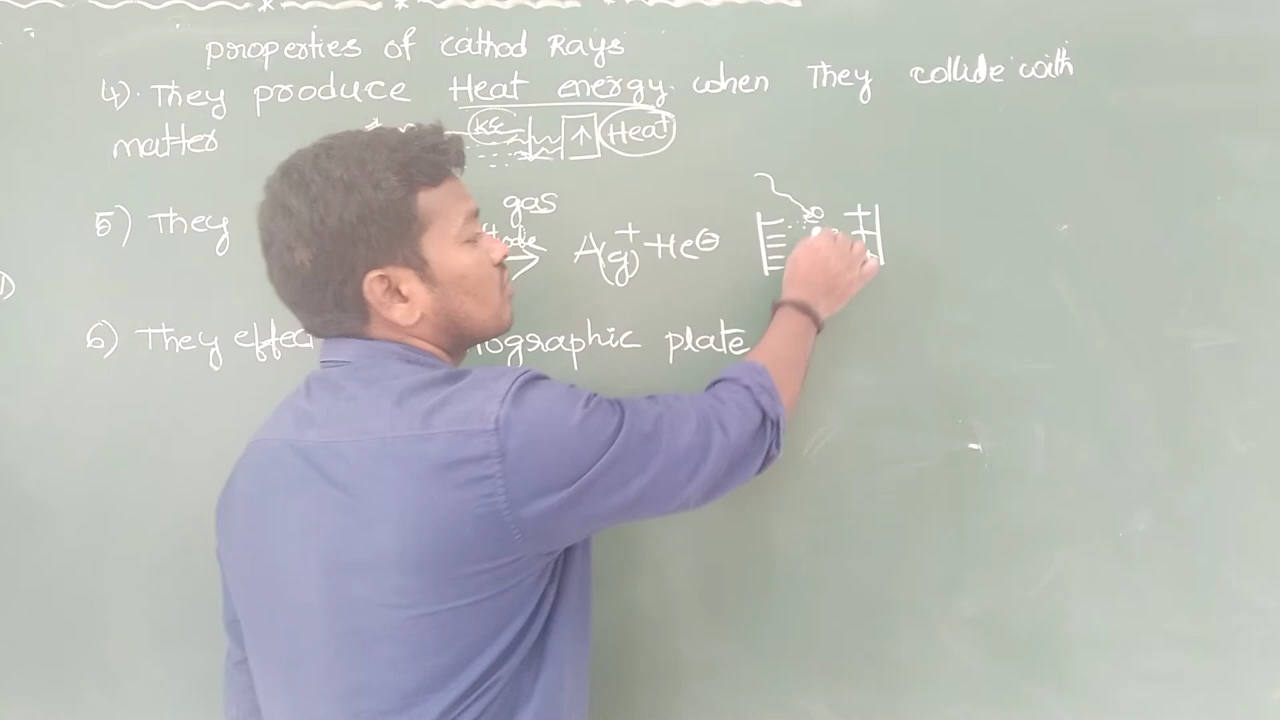 properties of cathod Rays
4). They produce Heat energy. when They collide with
matter KE ↑ Heat
5) They gas
A(g)+ + e⊖
6) They effec ographic plate